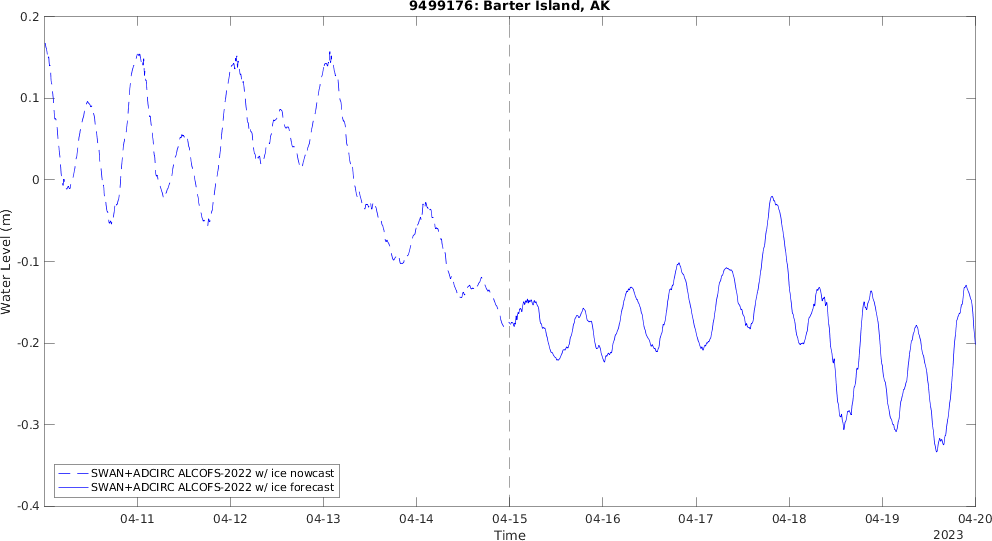 9499176: Barter Island, AK
0.2
0.1
0
-0.1
-0.2
-0.3
-0.4
Water Level (m)
SWAN+ADCIRC ALCOFS-2022 w/ ice nowcast
SWAN+ADCIRC ALCOFS-2022 w/ ice forecast
04-11 04-12 04-13 04-14 04-15 04-16 04-17 04-18 04-19 04-20
Time
2023